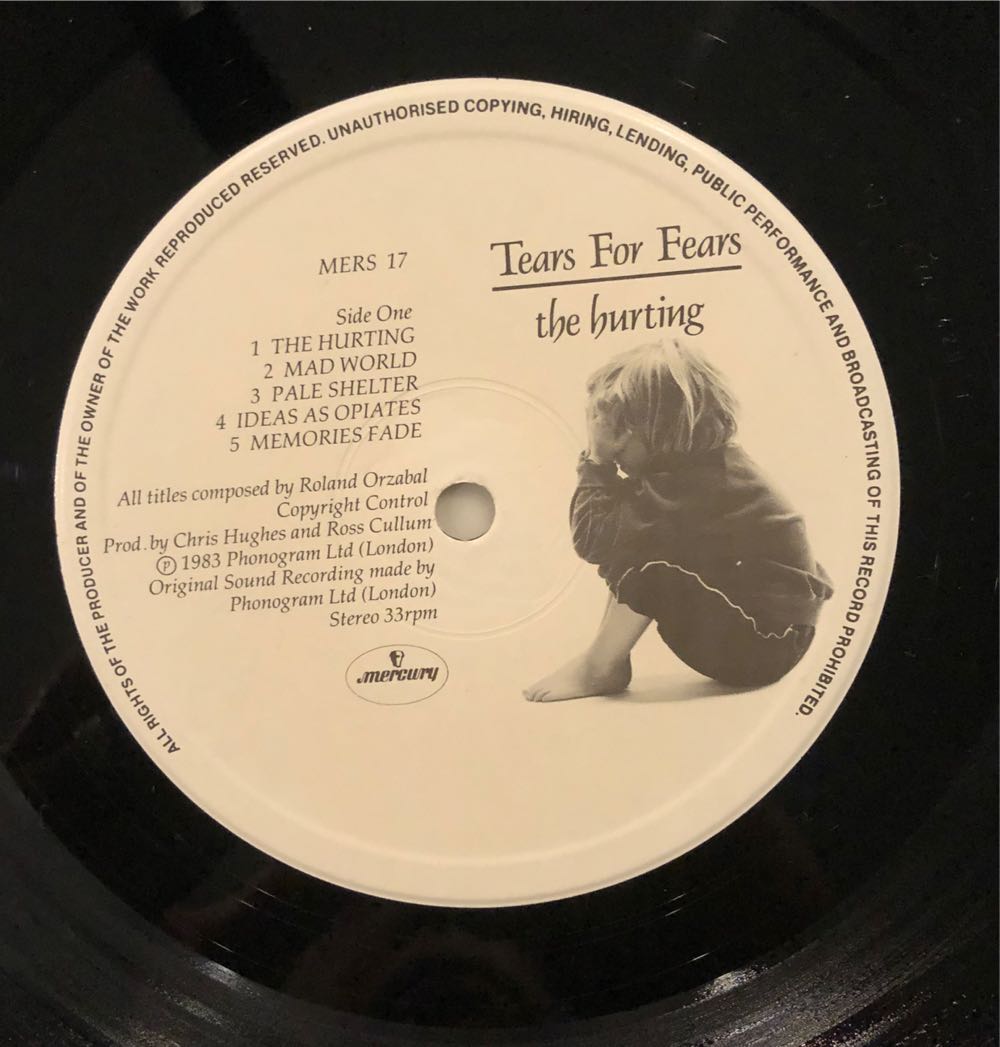 ALL RIGHTS OF THE PRODUCER AND OF THE OWNER OF THE WORK REPRODUCED RESERVED. UNAUTHORISED COPYING, HIRING, LENDING, PUBLIC PERFORMANCE AND BROADCASTING OF THIS RECORD PROHIBITED.
Tears For Fears
the hurting
MERS 17
Side One
1 THE HURTING
2 MAD WORLD
3 PALE SHELTER
4 IDEAS AS OPIATES
5 MEMORIES FADE
All titles composed by Roland Orzabal
Copyright Control
Prod. by Chris Hughes and Ross Cullum
℗ 1983 Phonogram Ltd (London)
Original Sound Recording made by
Phonogram Ltd (London)
Stereo 33rpm
mercury